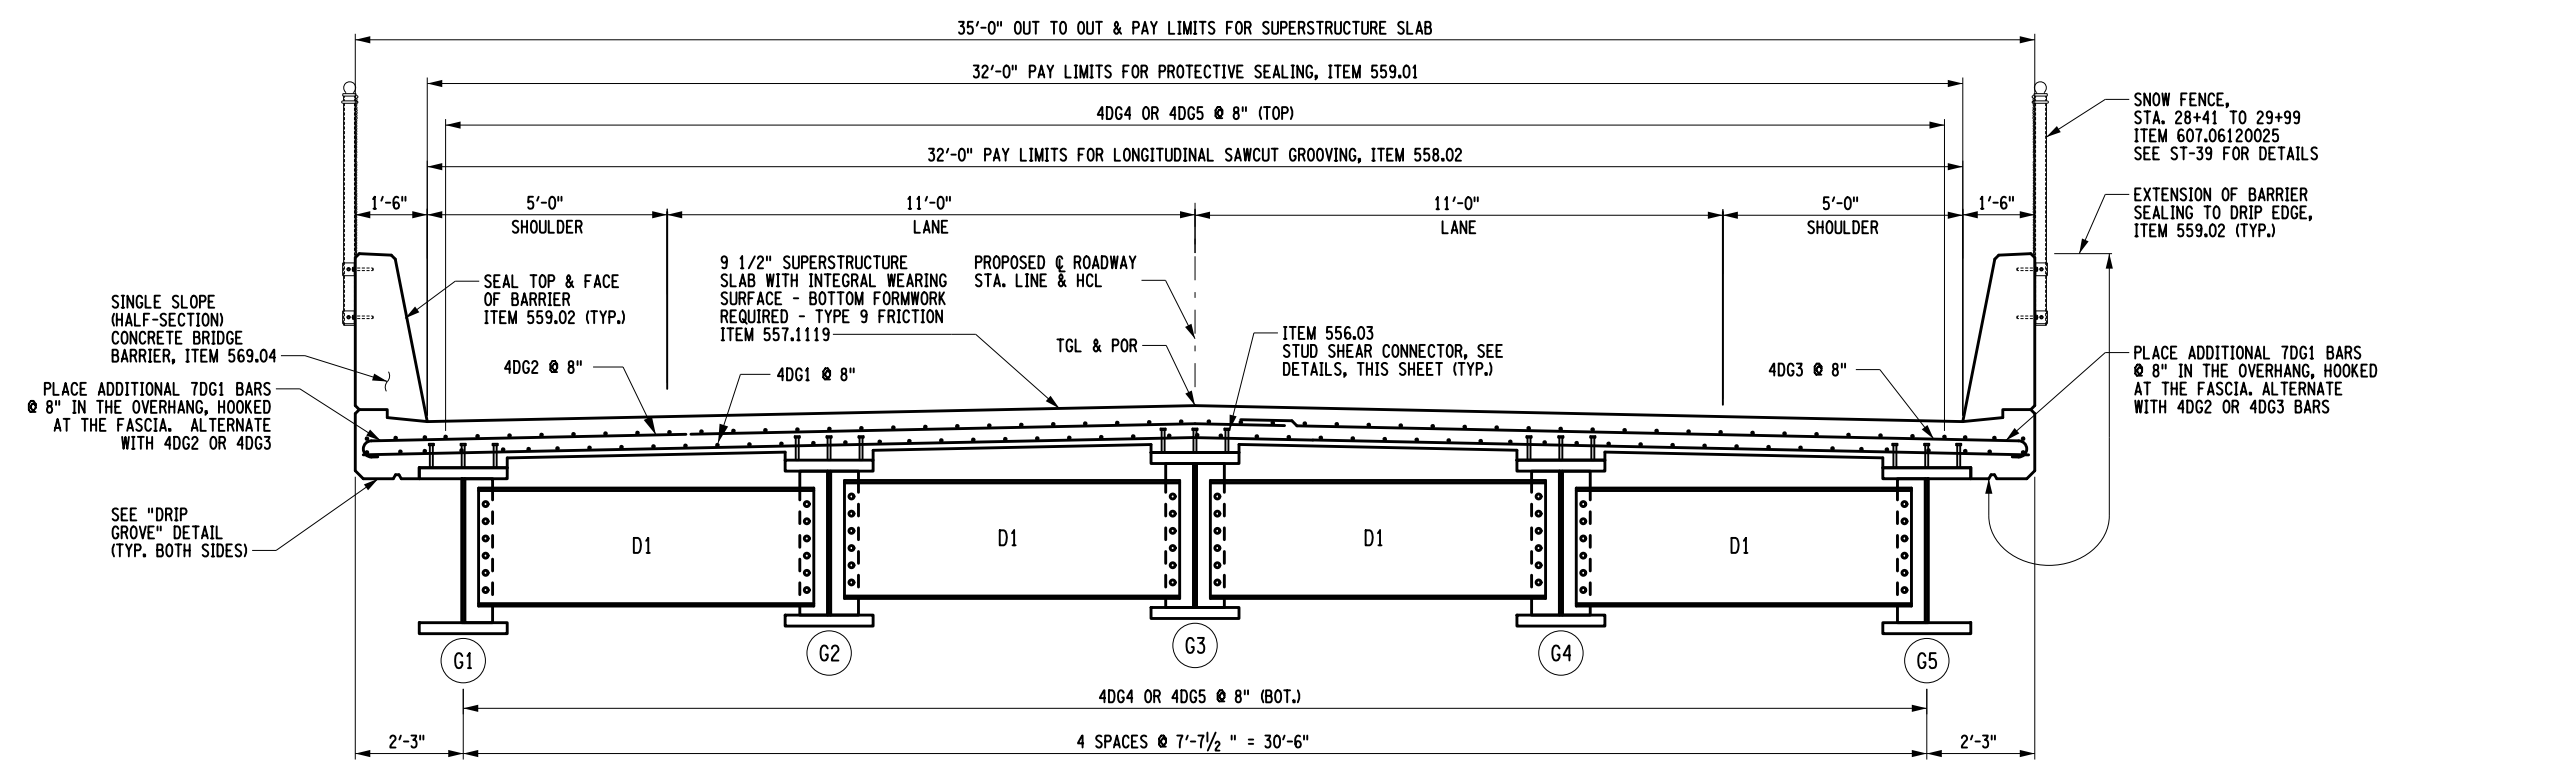 35'-0" OUT TO OUT & PAY LIMITS FOR SUPERSTRUCTURE SLAB
32'-0" PAY LIMITS FOR PROTECTIVE SEALING, ITEM 559.01
4DG4 OR 4DG5 @ 8" (TOP)
32'-0" PAY LIMITS FOR LONGITUDINAL SAWCUT GROOVING, ITEM 558.02
SNOW FENCE,
STA. 28+41 TO 29+99
ITEM 607.06120025
SEE ST-39 FOR DETAILS
1'-6"
5'-0"
SHOULDER
11'-0"
LANE
11'-0"
LANE
5'-0"
SHOULDER
1'-6"
EXTENSION OF BARRIER
SEALING TO DRIP EDGE,
ITEM 559.02 (TYP.)
SEAL TOP & FACE
OF BARRIER
ITEM 559.02 (TYP.)
9 1/2" SUPERSTRUCTURE
SLAB WITH INTEGRAL WEARING
SURFACE - BOTTOM FORMWORK
REQUIRED - TYPE 9 FRICTION
ITEM 557.1119
PROPOSED ℄ ROADWAY
STA. LINE & HCL
TGL & POR
ITEM 556.03
STUD SHEAR CONNECTOR, SEE
DETAILS, THIS SHEET (TYP.)
SINGLE SLOPE
(HALF-SECTION)
CONCRETE BRIDGE
BARRIER, ITEM 569.04
4DG2 @ 8"
4DG1 @ 8"
4DG3 @ 8"
PLACE ADDITIONAL 7DG1 BARS
@ 8" IN THE OVERHANG, HOOKED
AT THE FASCIA. ALTERNATE
WITH 4DG2 OR 4DG3
PLACE ADDITIONAL 7DG1 BARS
@ 8" IN THE OVERHANG, HOOKED
AT THE FASCIA. ALTERNATE
WITH 4DG2 OR 4DG3 BARS
SEE "DRIP
GROVE" DETAIL
(TYP. BOTH SIDES)
D1
D1
D1
D1
G1
G2
G3
G4
G5
4DG4 OR 4DG5 @ 8" (BOT.)
2'-3"
4 SPACES @ 7'-7½ " = 30'-6"
2'-3"